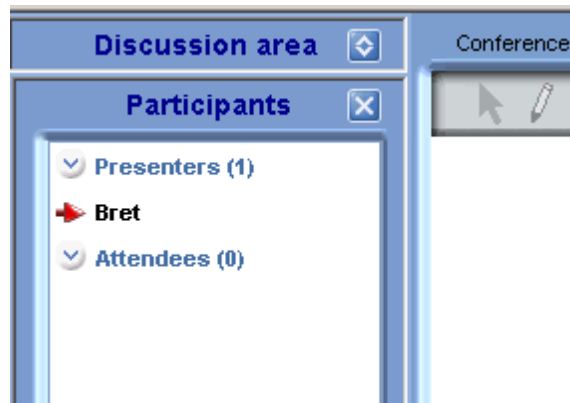 Discussion area
Conference
Participants
Presenters (1)
Bret
Attendees (0)